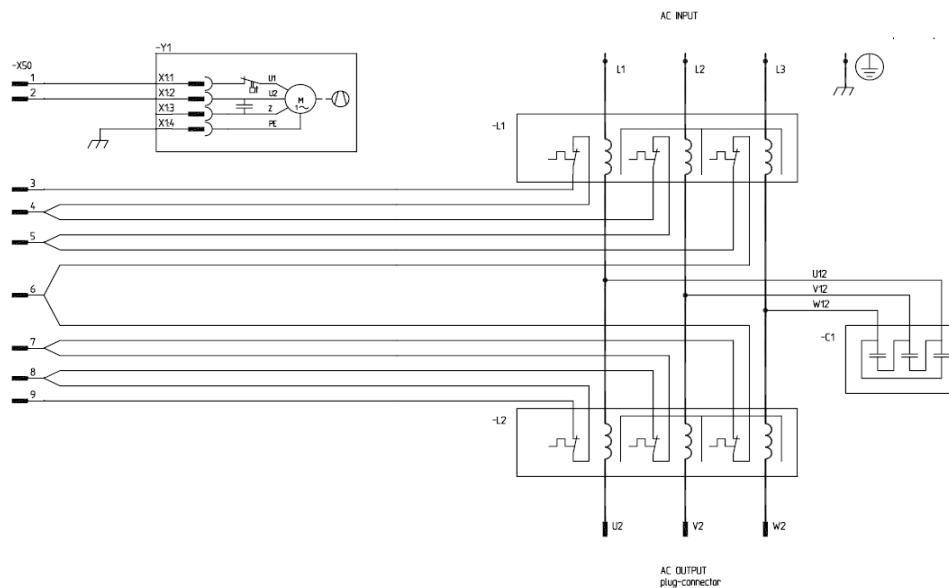 AC INPUT
-Y1
-X50
1 X1:1 U1
2 X1:2 U2
X1:3 Z
X1:4 PE
M
1~
L1 L2 L3
-L1
3
4
5
6
7
8
9
U12
V12
W12
-C1
-L2
U2 V2 W2
AC OUTPUT
plug-connector